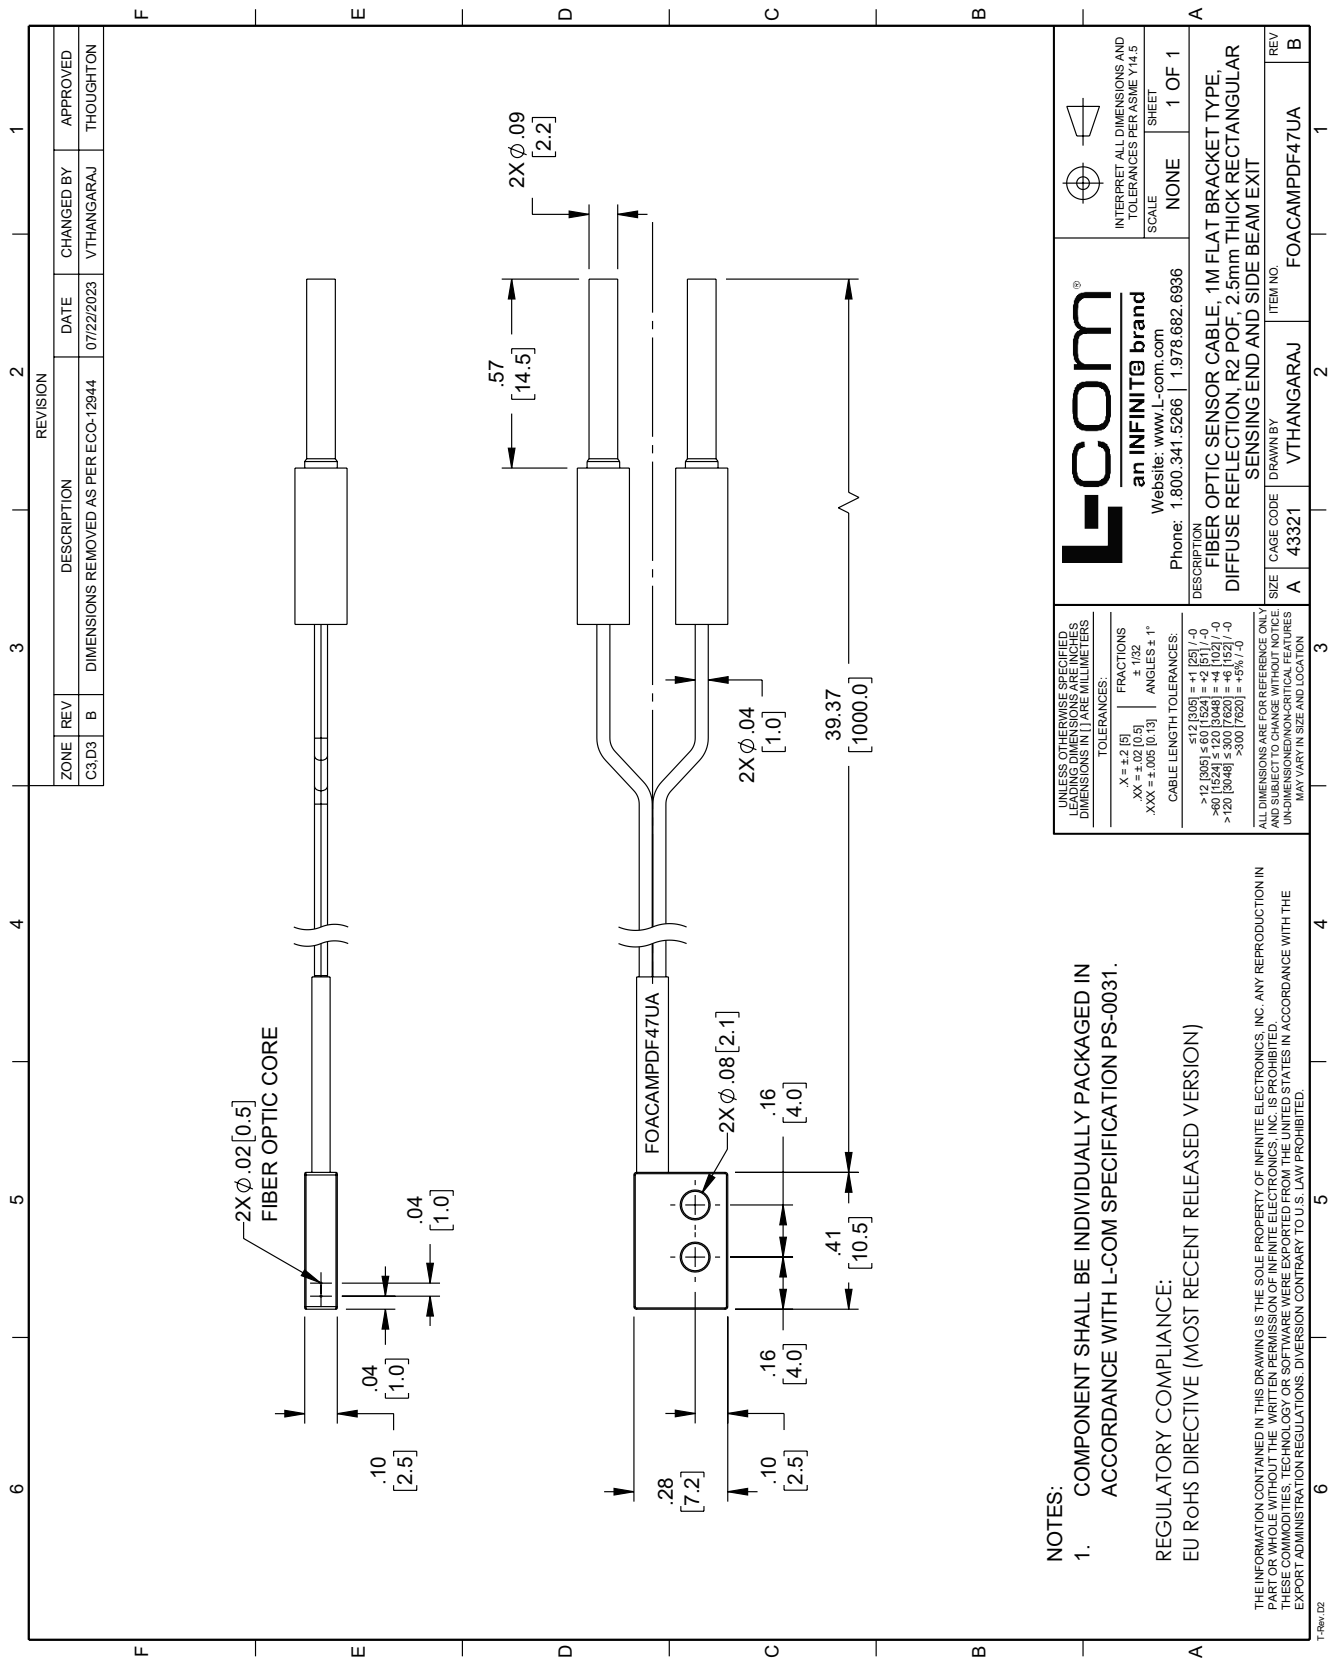 6
5
4
3
2
1
F
E
D
C
B
A
REVISION
ZONE REV DESCRIPTION DATE CHANGED BY APPROVED
C3,D3 B DIMENSIONS REMOVED AS PER ECO-12944 07/22/2023 VTHANGARAJ THOUGHTON
2X ⌀.02 [0.5]
FIBER OPTIC CORE
.10
[2.5]
.04
[1.0]
.04
[1.0]
.57
[14.5]
2X ⌀.09
[2.2]
FOACAMPDF47UA
2X ⌀.08 [2.1]
2X ⌀.04
[1.0]
.28
[7.2]
.10
[2.5]
.16
[4.0]
.16
[4.0]
.41
[10.5]
39.37
[1000.0]
NOTES:
1. COMPONENT SHALL BE INDIVIDUALLY PACKAGED IN
ACCORDANCE WITH L-COM SPECIFICATION PS-0031.
REGULATORY COMPLIANCE:
EU RoHS DIRECTIVE (MOST RECENT RELEASED VERSION)
THE INFORMATION CONTAINED IN THIS DRAWING IS THE SOLE PROPERTY OF INFINITE ELECTRONICS, INC. ANY REPRODUCTION IN
PART OR WHOLE WITHOUT THE WRITTEN PERMISSION OF INFINITE ELECTRONICS, INC. IS PROHIBITED.
THESE COMMODITIES, TECHNOLOGY OR SOFTWARE WERE EXPORTED FROM THE UNITED STATES IN ACCORDANCE WITH THE
EXPORT ADMINISTRATION REGULATIONS. DIVERSION CONTRARY TO U.S. LAW PROHIBITED.
UNLESS OTHERWISE SPECIFIED
LEADING DIMENSIONS ARE INCHES
DIMENSIONS IN [ ] ARE MILLIMETERS
TOLERANCES:
.X = ±.2 [5] FRACTIONS
.XX = ±.02 [0.5] ± 1/32
.XXX = ±.005 [0.13] ANGLES ± 1°
CABLE LENGTH TOLERANCES:
≤12 [305] = +1 [25] / -0
>12 [305] ≤ 60 [1524] = +2 [51] / -0
>60 [1524] ≤ 120 [3048] = +4 [102] / -0
>120 [3048] ≤ 300 [7620] = +6 [152] / -0
>300 [7620] = +5% / -0
ALL DIMENSIONS ARE FOR REFERENCE ONLY
AND SUBJECT TO CHANGE WITHOUT NOTICE.
UN-DIMENSIONED/NON-CRITICAL FEATURES
MAY VARY IN SIZE AND LOCATION
L-com®
an INFINITE brand
Website: www.L-com.com
Phone: 1.800.341.5266 | 1.978.682.6936
INTERPRET ALL DIMENSIONS AND
TOLERANCES PER ASME Y14.5
SCALE NONE
SHEET 1 OF 1
DESCRIPTION
FIBER OPTIC SENSOR CABLE, 1M FLAT BRACKET TYPE,
DIFFUSE REFLECTION, R2 POF, 2.5mm THICK RECTANGULAR
SENSING END AND SIDE BEAM EXIT
SIZE A
CAGE CODE 43321
DRAWN BY VTHANGARAJ
ITEM NO. FOACAMPDF47UA
REV B
F
E
D
C
B
A
T-Rev. D2
6
5
4
3
2
1